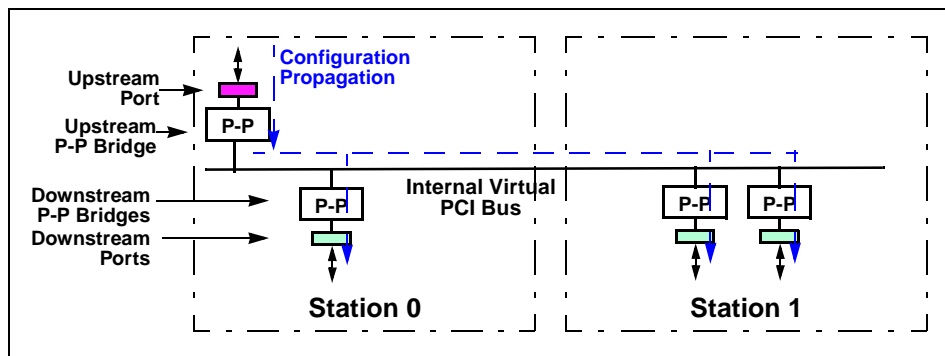 Configuration
Propagation
Upstream
Port
Upstream
P-P Bridge
P-P
Downstream
P-P Bridges
Downstream
Ports
P-P
Internal Virtual
PCI Bus
P-P
P-P
Station 0
Station 1